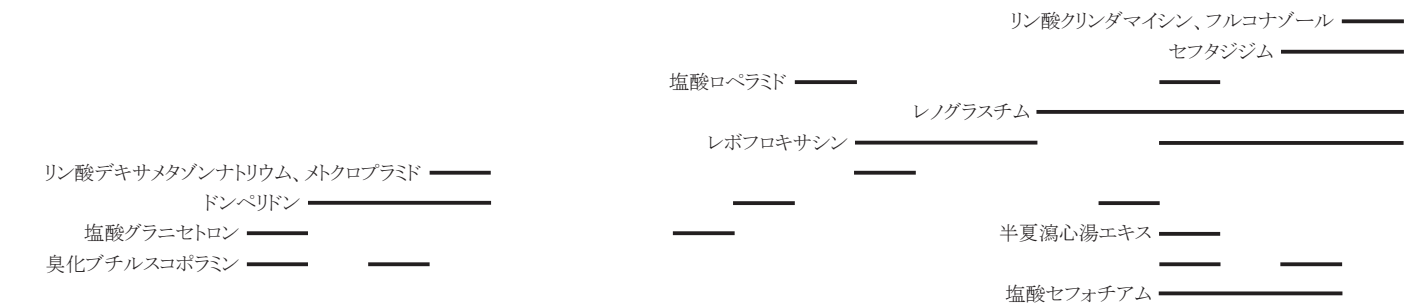 リン酸クリンダマイシン、フルコナゾール
セフタジジム
塩酸ロペラミド
レノグラスチム
レボフロキサシン
リン酸デキサメタゾンナトリウム、メトクロプラミド
ドンペリドン
塩酸グラニセトロン
半夏瀉心湯エキス
臭化ブチルスコポラミン
塩酸セフォチアム